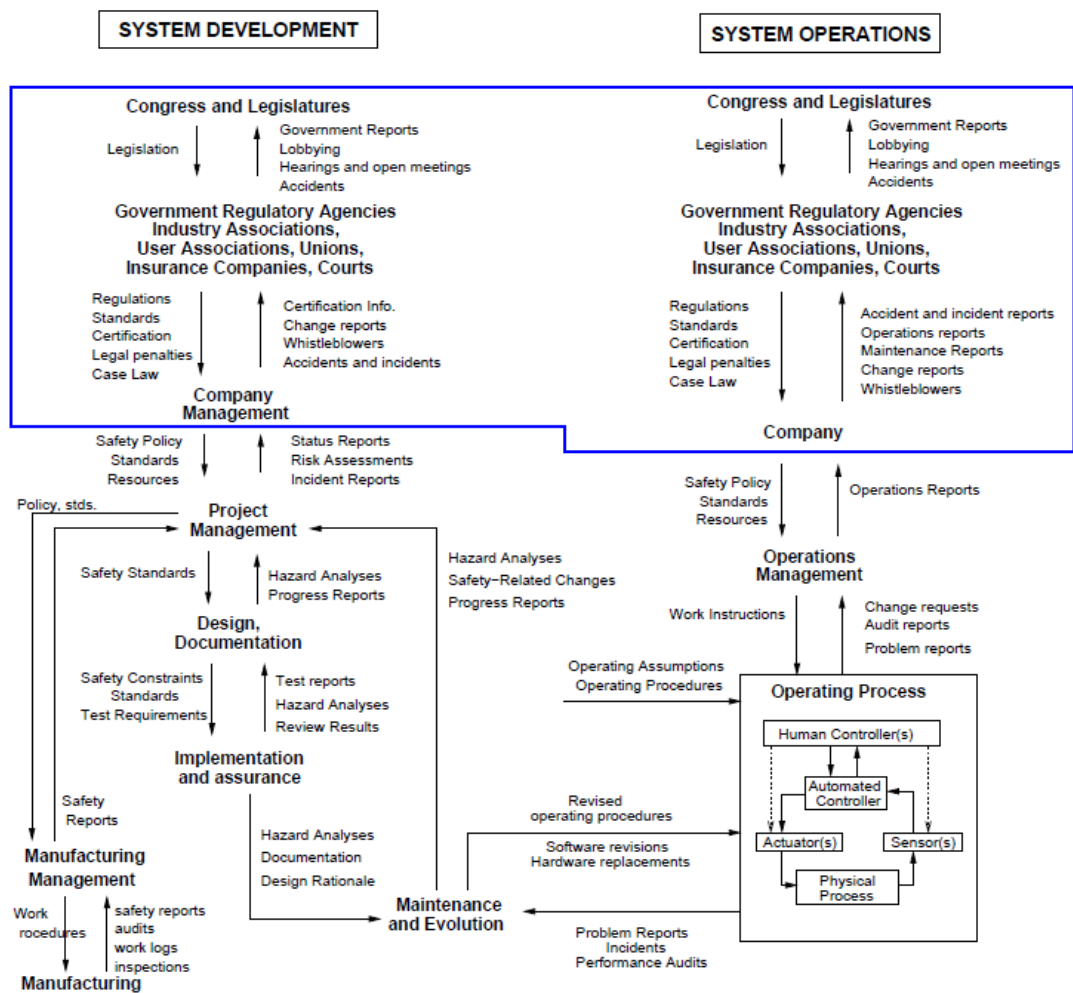 SYSTEM DEVELOPMENT
SYSTEM OPERATIONS
Congress and Legislatures
Legislation
Government Reports
Lobbying
Hearings and open meetings
Accidents
Government Regulatory Agencies
Industry Associations,
User Associations, Unions,
Insurance Companies, Courts
Regulations
Standards
Certification
Legal penalties
Case Law
Certification Info.
Change reports
Whistleblowers
Accidents and incidents
Company
Management
Safety Policy
Standards
Resources
Status Reports
Risk Assessments
Incident Reports
Policy, stds.
Project
Management
Safety Standards
Hazard Analyses
Progress Reports
Design,
Documentation
Safety Constraints
Standards
Test Requirements
Test reports
Hazard Analyses
Review Results
Implementation
and assurance
Safety
Reports
Hazard Analyses
Documentation
Design Rationale
Manufacturing
Management
Work
rocedures
safety reports
audits
work logs
inspections
Manufacturing
Maintenance
and Evolution
Hazard Analyses
Safety-Related Changes
Progress Reports
Congress and Legislatures
Legislation
Government Reports
Lobbying
Hearings and open meetings
Accidents
Government Regulatory Agencies
Industry Associations,
User Associations, Unions,
Insurance Companies, Courts
Regulations
Standards
Certification
Legal penalties
Case Law
Accident and incident reports
Operations reports
Maintenance Reports
Change reports
Whistleblowers
Company
Safety Policy
Standards
Resources
Operations Reports
Operations
Management
Work Instructions
Change requests
Audit reports
Problem reports
Operating Assumptions
Operating Procedures
Operating Process
Human Controller(s)
Automated
Controller
Actuator(s)
Sensor(s)
Physical
Process
Revised
operating procedures
Software revisions
Hardware replacements
Problem Reports
Incidents
Performance Audits